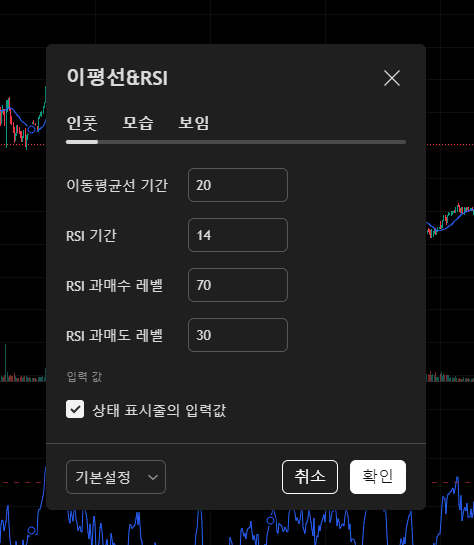 이평선&RSI
인풋 모습 보임
이동평균선 기간 20
RSI 기간 14
RSI 과매수 레벨 70
RSI 과매도 레벨 30
입력 값
상태 표시줄의 입력값
기본설정 취소 확인